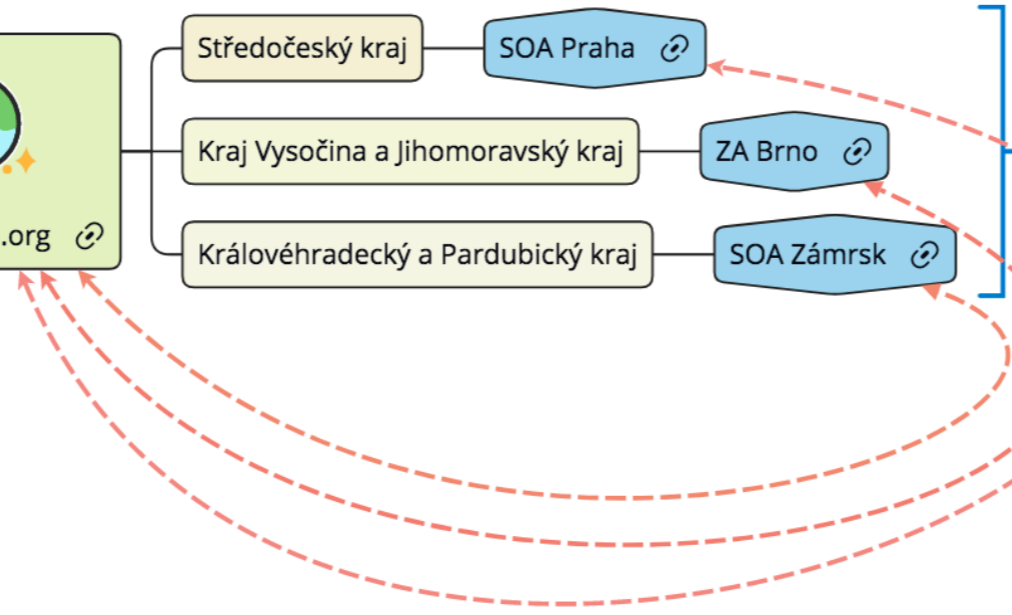 Středočeský kraj
SOA Praha
Kraj Vysočina a Jihomoravský kraj
ZA Brno
.org
Královéhradecký a Pardubický kraj
SOA Zámrsk